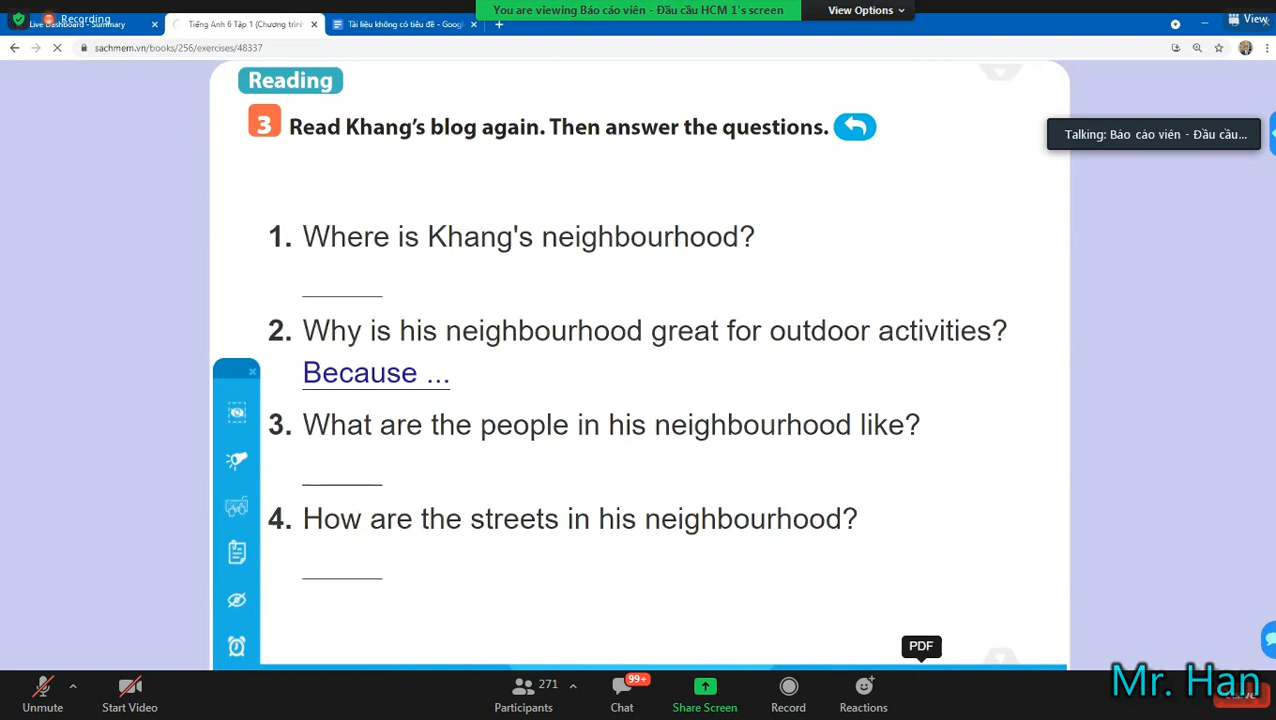 Recording
Live Dashboard - Summary
Tiếng Anh 6 Tập 1 (Chương trình
Tài liệu không có tiêu đề - Goog
You are viewing Báo cáo viên - Đầu cầu HCM 1's screen
View Options
View
sachmem.vn/books/256/exercises/48337
Reading
3 Read Khang's blog again. Then answer the questions.
Talking: Báo cáo viên - Đầu cầu...
1. Where is Khang's neighbourhood?
2. Why is his neighbourhood great for outdoor activities?
Because ...
3. What are the people in his neighbourhood like?
4. How are the streets in his neighbourhood?
PDF
Mr. Han
271
99+
Unmute
Start Video
Participants
Chat
Share Screen
Record
Reactions